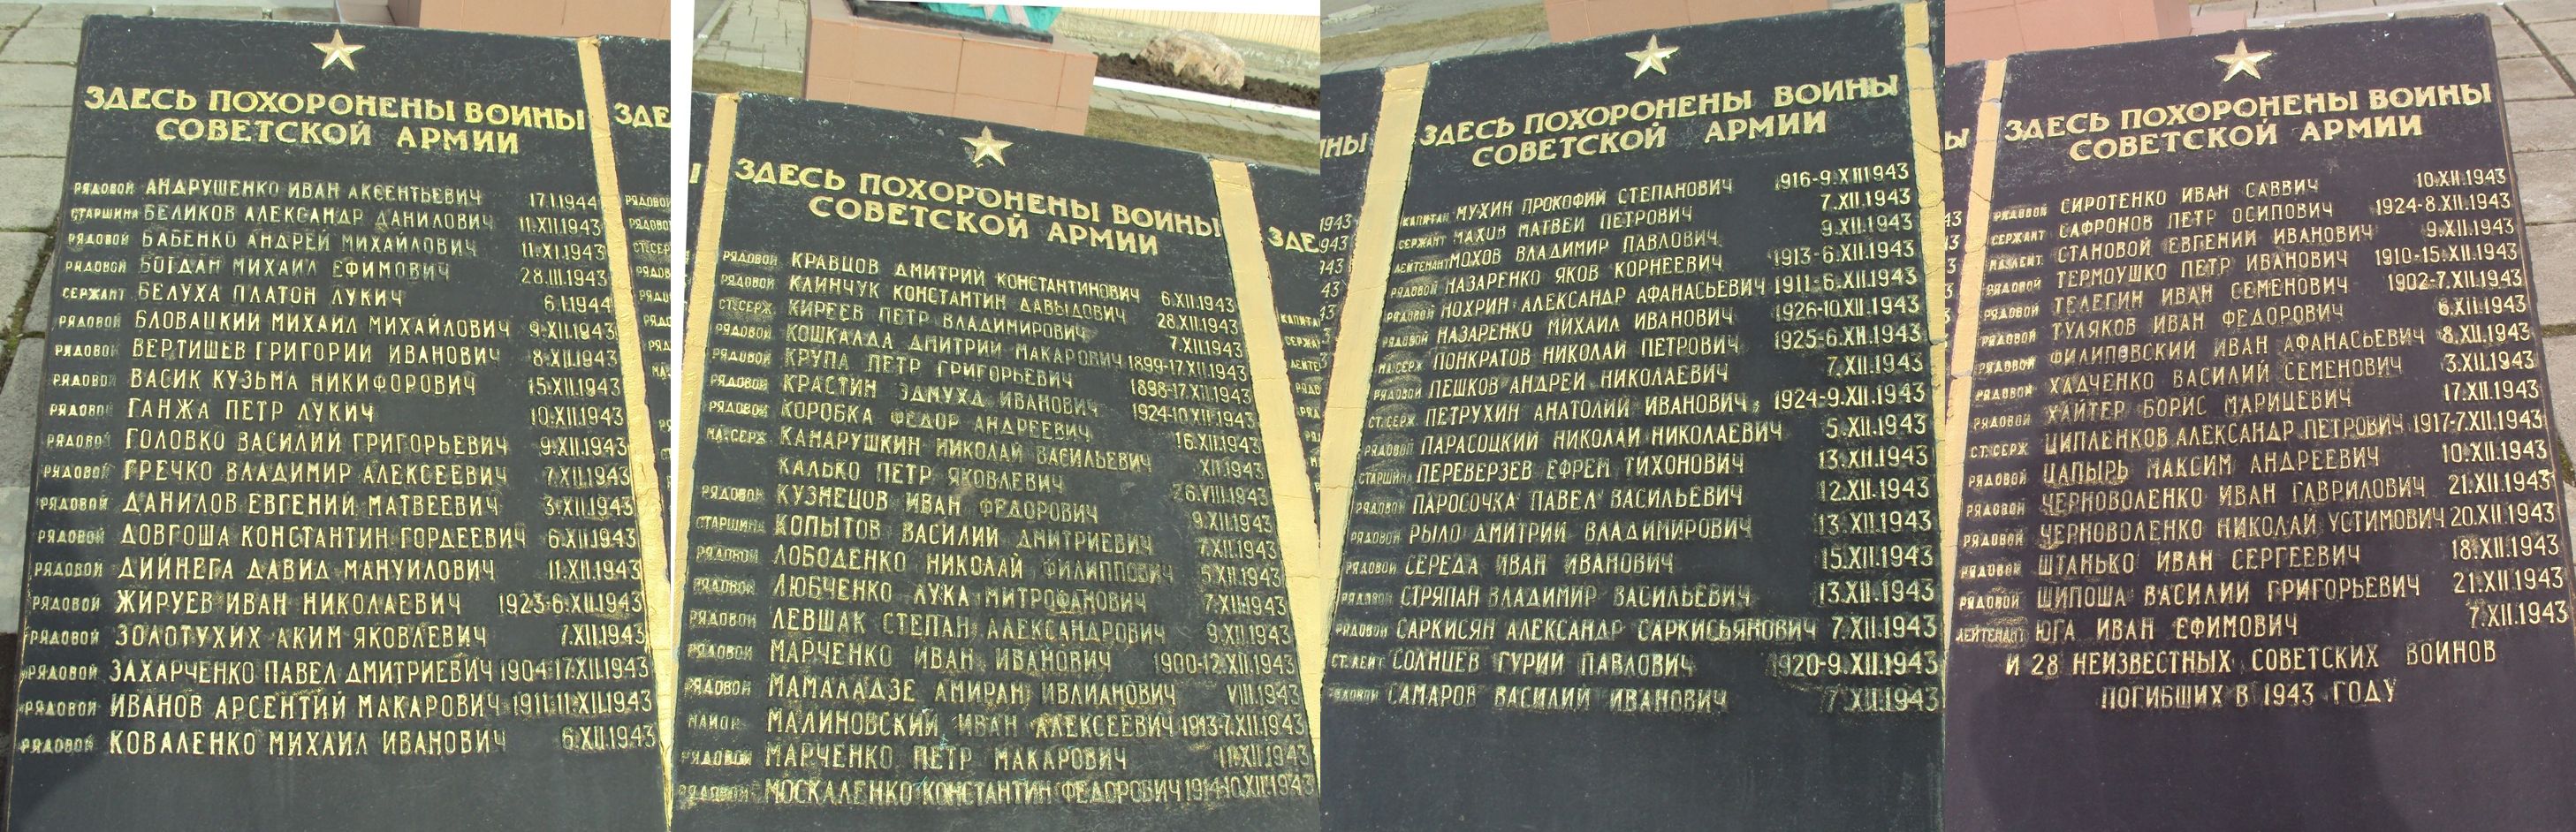 ЗДЕСЬ ПОХОРОНЕНЫ ВОИНЫ
СОВЕТСКОЙ АРМИИ
РЯДОВОЙ АНДРУШЕНКО ИВАН АКСЕНТЬЕВИЧ 17.I.1944
СТАРШИНА БЕЛИКОВ АЛЕКСАНДР ДАНИЛОВИЧ 11.XII.1943
РЯДОВОЙ БАБЕНКО АНДРЕЙ МИХАЙЛОВИЧ 11.XI.1943
РЯДОВОЙ БОГДАН МИХАИЛ ЕФИМОВИЧ 28.III.1943
СЕРЖАНТ БЕЛУХА ПЛАТОН ЛУКИЧ 6.I.1944
РЯДОВОЙ БЛОВАЦКИЙ МИХАИЛ МИХАЙЛОВИЧ 9.XII.1943
РЯДОВОЙ ВЕРТИШЕВ ГРИГОРИЙ ИВАНОВИЧ 8.XII.1943
РЯДОВОЙ ВАСИК КУЗЬМА НИКИФОРОВИЧ 15.XII.1943
РЯДОВОЙ ГАНЖА ПЕТР ЛУКИЧ 10.XII.1943
РЯДОВОЙ ГОЛОВКО ВАСИЛИЙ ГРИГОРЬЕВИЧ 9.XII.1943
РЯДОВОЙ ГРЕЧКО ВЛАДИМИР АЛЕКСЕЕВИЧ 7.XII.1943
РЯДОВОЙ ДАНИЛОВ ЕВГЕНИЙ МАТВЕЕВИЧ 3.XII.1943
РЯДОВОЙ ДОВГОША КОНСТАНТИН ГОРДЕЕВИЧ 6.XII.1943
РЯДОВОЙ ДИЙНЕГА ДАВИД МАНУИЛОВИЧ 11.XII.1943
РЯДОВОЙ ЖИРУЕВ ИВАН НИКОЛАЕВИЧ 1923-6.XII.1943
РЯДОВОЙ ЗОЛОТУХИХ АКИМ ЯКОВЛЕВИЧ 7.XII.1943
РЯДОВОЙ ЗАХАРЧЕНКО ПАВЕЛ ДМИТРИЕВИЧ 1904-17.XII.1943
РЯДОВОЙ ИВАНОВ АРСЕНТИЙ МАКАРОВИЧ 1911-11.XII.1943
РЯДОВОЙ КОВАЛЕНКО МИХАИЛ ИВАНОВИЧ 6.XII.1943
ЗДЕСЬ ПОХОРОНЕНЫ ВОИНЫ
СОВЕТСКОЙ АРМИИ
РЯДОВОЙ КРАВЦОВ ДМИТРИЙ КОНСТАНТИНОВИЧ 6.XII.1943
РЯДОВОЙ КЛИНЧУК КОНСТАНТИН ДАВЫДОВИЧ 28.XII.1943
СТ.СЕРЖ КИРЕЕВ ПЕТР ВЛАДИМИРОВИЧ 7.XII.1943
РЯДОВОЙ КОШКАЛДА ДМИТРИЙ МАКАРОВИЧ 1899-17.XII.1943
РЯДОВОЙ КРУПА ПЕТР ГРИГОРЬЕВИЧ 1898-17.XII.1943
РЯДОВОЙ КРАСТИН ЭДМУХД ИВАНОВИЧ 1924-10.XII.1943
РЯДОВОЙ КОРОБКА ФЕДОР АНДРЕЕВИЧ 16.XII.1943
МЛ.СЕРЖ КАНАРУШКИН НИКОЛАЙ ВАСИЛЬЕВИЧ XII.1943
КАЛЬКО ПЕТР ЯКОВЛЕВИЧ 26.VIII.1943
РЯДОВОЙ КУЗНЕЦОВ ИВАН ФЕДОРОВИЧ 9.XII.1943
СТАРШИНА КОПЫТОВ ВАСИЛИЙ ДМИТРИЕВИЧ 7.XII.1943
РЯДОВОЙ ЛОБОДЕНКО НИКОЛАЙ ФИЛИППОВИЧ 5.XII.1943
РЯДОВОЙ ЛЮБЧЕНКО ЛУКА МИТРОФАНОВИЧ 7.XII.1943
РЯДОВОЙ ЛЕВШАК СТЕПАН АЛЕКСАНДРОВИЧ 9.XII.1943
РЯДОВОЙ МАРЧЕНКО ИВАН ИВАНОВИЧ 1900-12.XII.1943
РЯДОВОЙ МАМАЛАДЗЕ АМИРАН ИВЛИАНОВИЧ VIII.1943
МАЙОР МАЛИНОВСКИЙ ИВАН АЛЕКСЕЕВИЧ 1913-7.XII.1943
РЯДОВОЙ МАРЧЕНКО ПЕТР МАКАРОВИЧ 11.XII.1943
РЯДОВОЙ МОСКАЛЕНКО КОНСТАНТИН ФЕДОРОВИЧ 1914-10.XII.1943
ЗДЕСЬ ПОХОРОНЕНЫ ВОИНЫ
СОВЕТСКОЙ АРМИИ
КАПИТАН МУХИН ПРОКОФИЙ СТЕПАНОВИЧ 1916-9.XIII1943
СЕРЖАНТ МАХОВ МАТВЕЙ ПЕТРОВИЧ 7.XII.1943
ЛЕЙТЕНАНТ МОХОВ ВЛАДИМИР ПАВЛОВИЧ 9.XII.1943
РЯДОВОЙ НАЗАРЕНКО ЯКОВ КОРНЕЕВИЧ 1913-6.XII.1943
РЯДОВОЙ НОХРИН АЛЕКСАНДР АФАНАСЬЕВИЧ 1911-6.XII.1943
РЯДОВОЙ НАЗАРЕНКО МИХАИЛ ИВАНОВИЧ 1926-10.XII.1943
МЛ.СЕРЖ ПОНКРАТОВ НИКОЛАЙ ПЕТРОВИЧ 1925-6.XII.1943
РЯДОВОЙ ПЕШКОВ АНДРЕЙ НИКОЛАЕВИЧ 7.XII.1943
СТ.СЕРЖ ПЕТРУХИН АНАТОЛИЙ ИВАНОВИЧ 1924-9.XII.1943
РЯДОВОЙ ПАРАСОЦКИЙ НИКОЛАЙ НИКОЛАЕВИЧ 5.XII.1943
СТАРШИНА ПЕРЕВЕРЗЕВ ЕФРЕМ ТИХОНОВИЧ 13.XII.1943
РЯДОВОЙ ПАРОСОЧКА ПАВЕЛ ВАСИЛЬЕВИЧ 12.XII.1943
РЯДОВОЙ РЫЛО ДМИТРИЙ ВЛАДИМИРОВИЧ 13.XII.1943
РЯДОВОЙ СЕРЕДА ИВАН ИВАНОВИЧ 15.XII.1943
РЯДОВОЙ СТРЯПАН ВЛАДИМИР ВАСИЛЬЕВИЧ 13.XII.1943
РЯДОВОЙ САРКИСЯН АЛЕКСАНДР САРКИСЬЯНОВИЧ 7.XII.1943
СТ.ЛЕЙТ СОЛНЦЕВ ГУРИЙ ПАВЛОВИЧ 1920-9.XII.1943
РЯДОВОЙ САМАРОВ ВАСИЛИЙ ИВАНОВИЧ 7.XII.1943
ЗДЕСЬ ПОХОРОНЕНЫ ВОИНЫ
СОВЕТСКОЙ АРМИИ
РЯДОВОЙ СИРОТЕНКО ИВАН САВВИЧ 10.XII.1943
СЕРЖАНТ САФРОНОВ ПЕТР ОСИПОВИЧ 1924-8.XII.1943
МЛ.ЛЕЙТ СТАНОВОЙ ЕВГЕНИЙ ИВАНОВИЧ 9.XII.1943
РЯДОВОЙ ТЕРМОУШКО ПЕТР ИВАНОВИЧ 1910-15.XII.1943
РЯДОВОЙ ТЕЛЕГИН ИВАН СЕМЕНОВИЧ 1902-7.XII.1943
РЯДОВОЙ ТУЛЯКОВ ИВАН ФЕДОРОВИЧ 6.XII.1943
РЯДОВОЙ ФИЛИПОВСКИЙ ИВАН АФАНАСЬЕВИЧ 8.XII.1943
РЯДОВОЙ ХАДЧЕНКО ВАСИЛИЙ СЕМЕНОВИЧ 3.XII.1943
РЯДОВОЙ ХАЙТЕР БОРИС МАРИЦЕВИЧ 17.XII.1943
СТ.СЕРЖ ЦИПЛЕНКОВ АЛЕКСАНДР ПЕТРОВИЧ 1917-7.XII.1943
РЯДОВОЙ ЦАПЫРЬ МАКСИМ АНДРЕЕВИЧ 10.XII.1943
РЯДОВОЙ ЧЕРНОВОЛЕНКО ИВАН ГАВРИЛОВИЧ 21.XII.1943
РЯДОВОЙ ЧЕРНОВОЛЕНКО НИКОЛАЙ УСТИМОВИЧ 20.XII.1943
РЯДОВОЙ ШТАНЬКО ИВАН СЕРГЕЕВИЧ 18.XII.1943
РЯДОВОЙ ШИПОША ВАСИЛИЙ ГРИГОРЬЕВИЧ 21.XII.1943
ЛЕЙТЕНАНТ ЮГА ИВАН ЕФИМОВИЧ 7.XII.1943
И 28 НЕИЗВЕСТНЫХ СОВЕТСКИХ ВОИНОВ
ПОГИБШИХ В 1943 ГОДУ